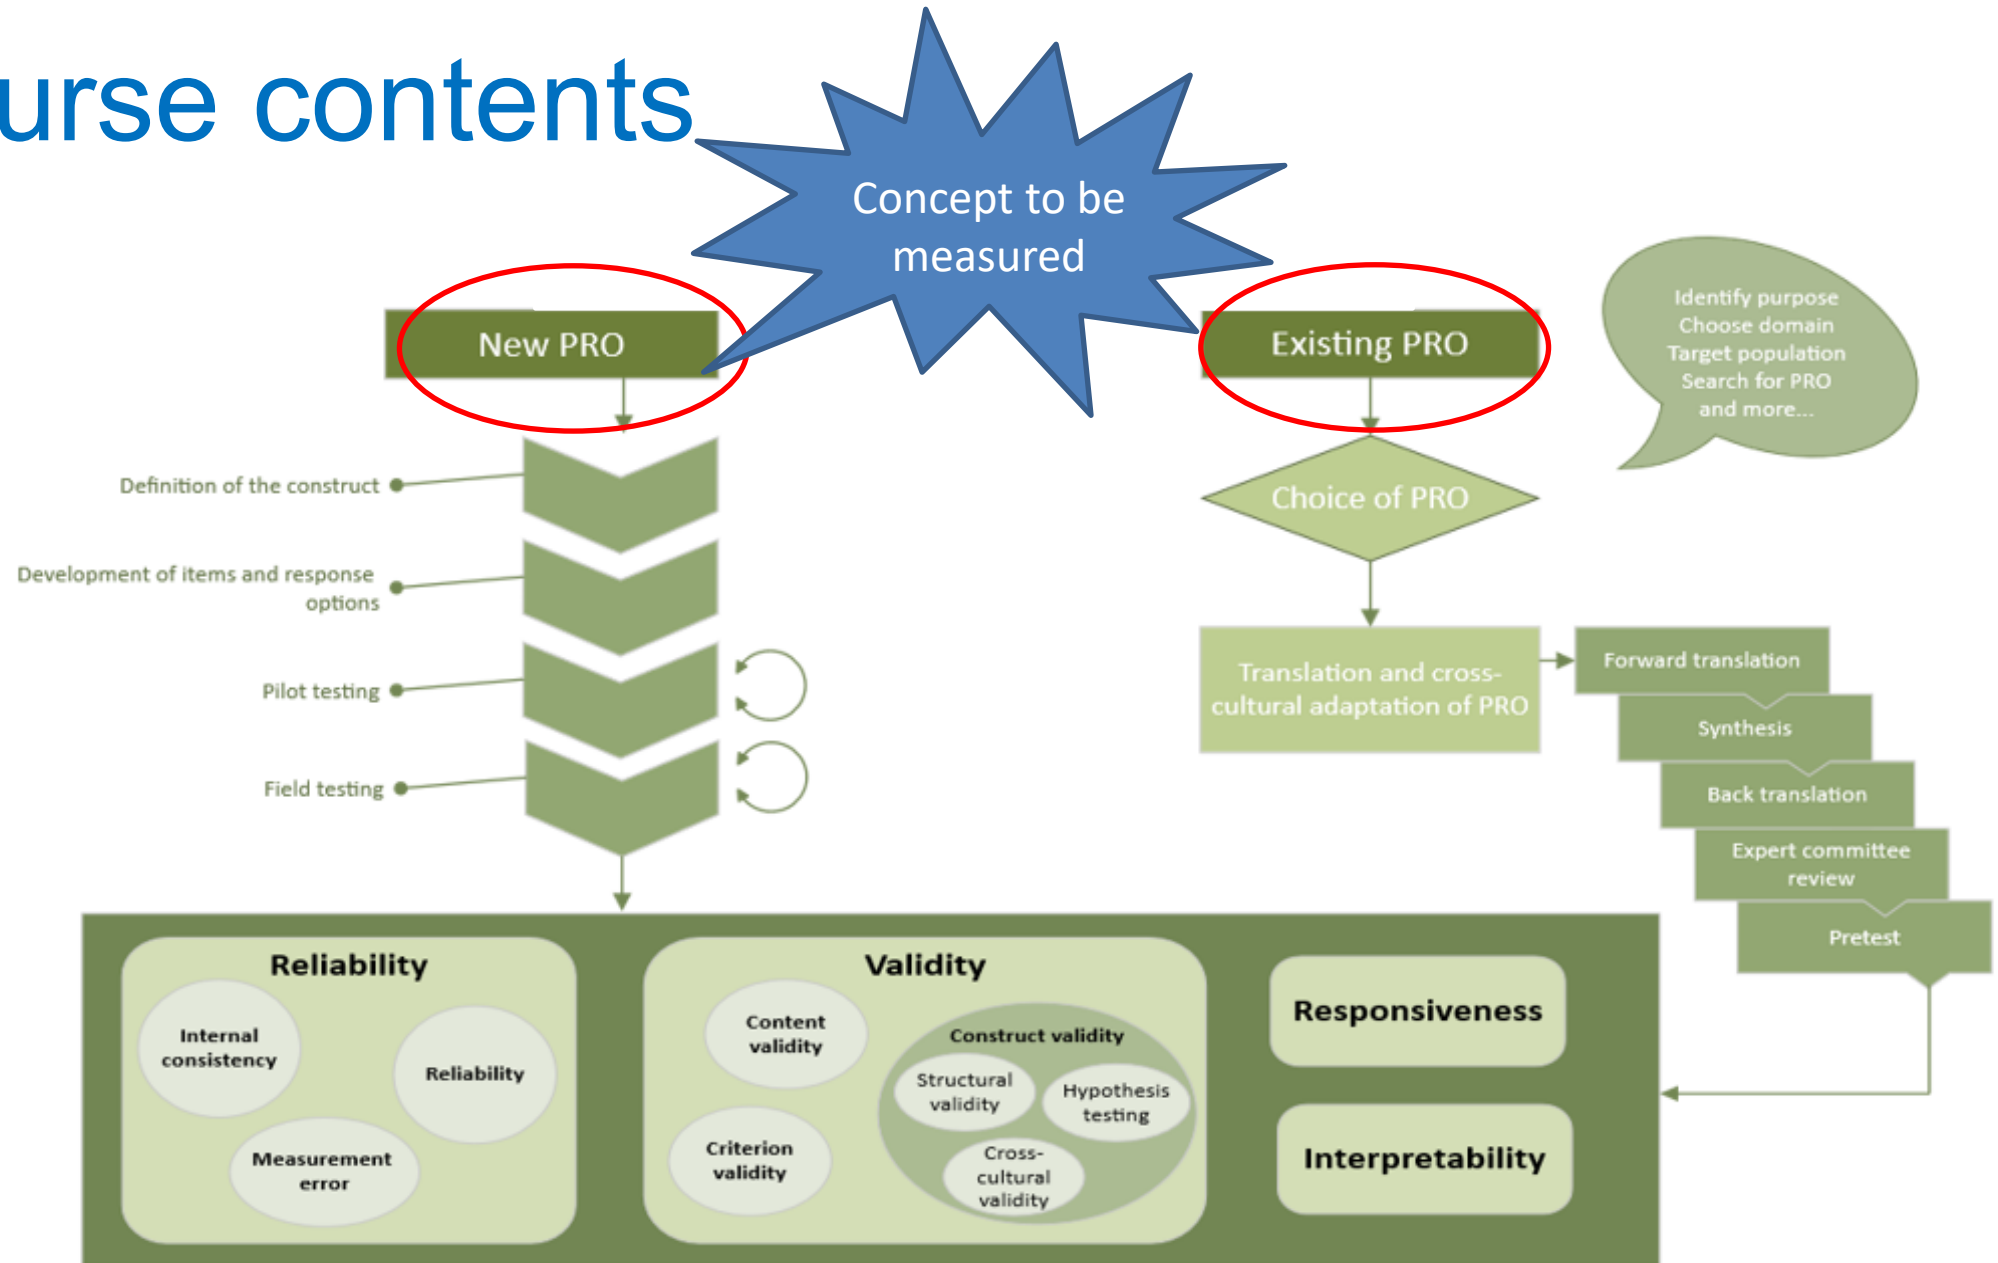 urse contents
Concept to be
measured
New PRO
Existing PRO
Identify purpose
Choose domain
Target population
Search for PRO
and more...
Definition of the construct
Development of items and response
options
Pilot testing
Field testing
Choice of PRO
Translation and cross-
cultural adaptation of PRO
Forward translation
Synthesis
Back translation
Expert committee
review
Pretest
Reliability
Internal
consistency
Reliability
Measurement
error
Validity
Content
validity
Criterion
validity
Construct validity
Structural
validity
Hypothesis
testing
Cross-
cultural
validity
Responsiveness
Interpretability